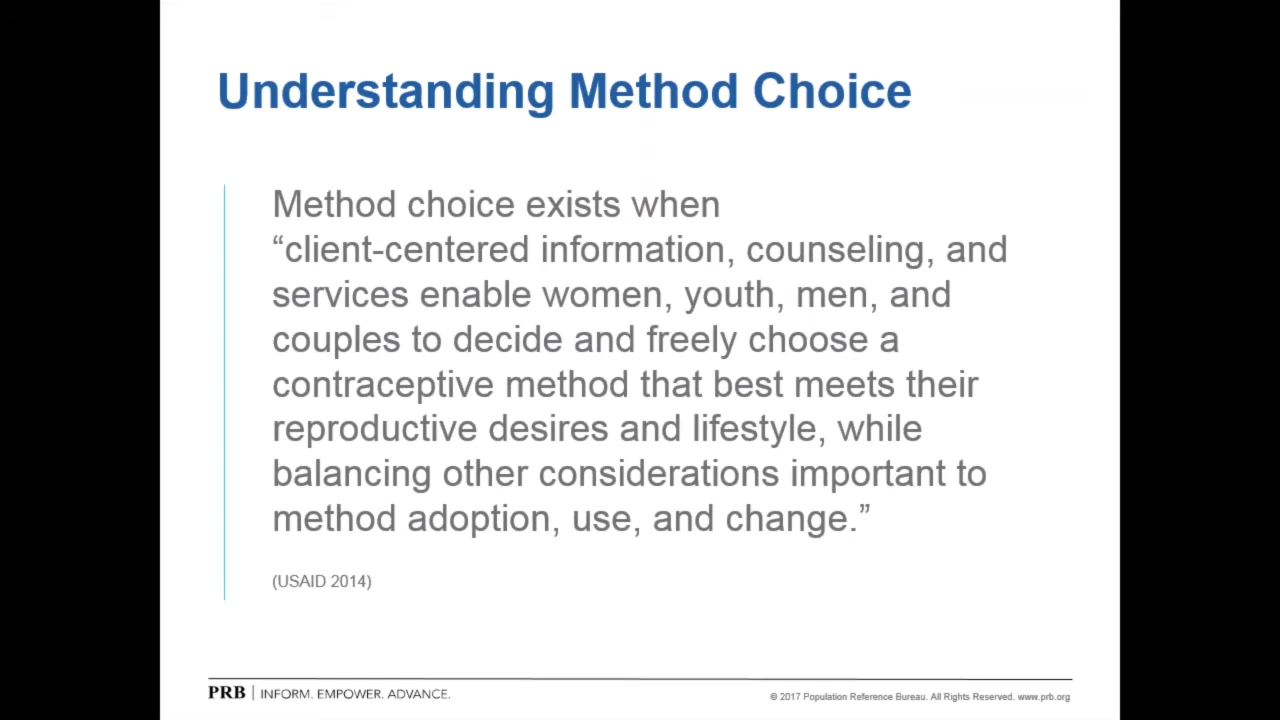 Understanding Method Choice
Method choice exists when
“client-centered information, counseling, and
services enable women, youth, men, and
couples to decide and freely choose a
contraceptive method that best meets their
reproductive desires and lifestyle, while
balancing other considerations important to
method adoption, use, and change.”
(USAID 2014)
PRB | INFORM. EMPOWER. ADVANCE.
© 2017 Population Reference Bureau. All Rights Reserved. www.prb.org